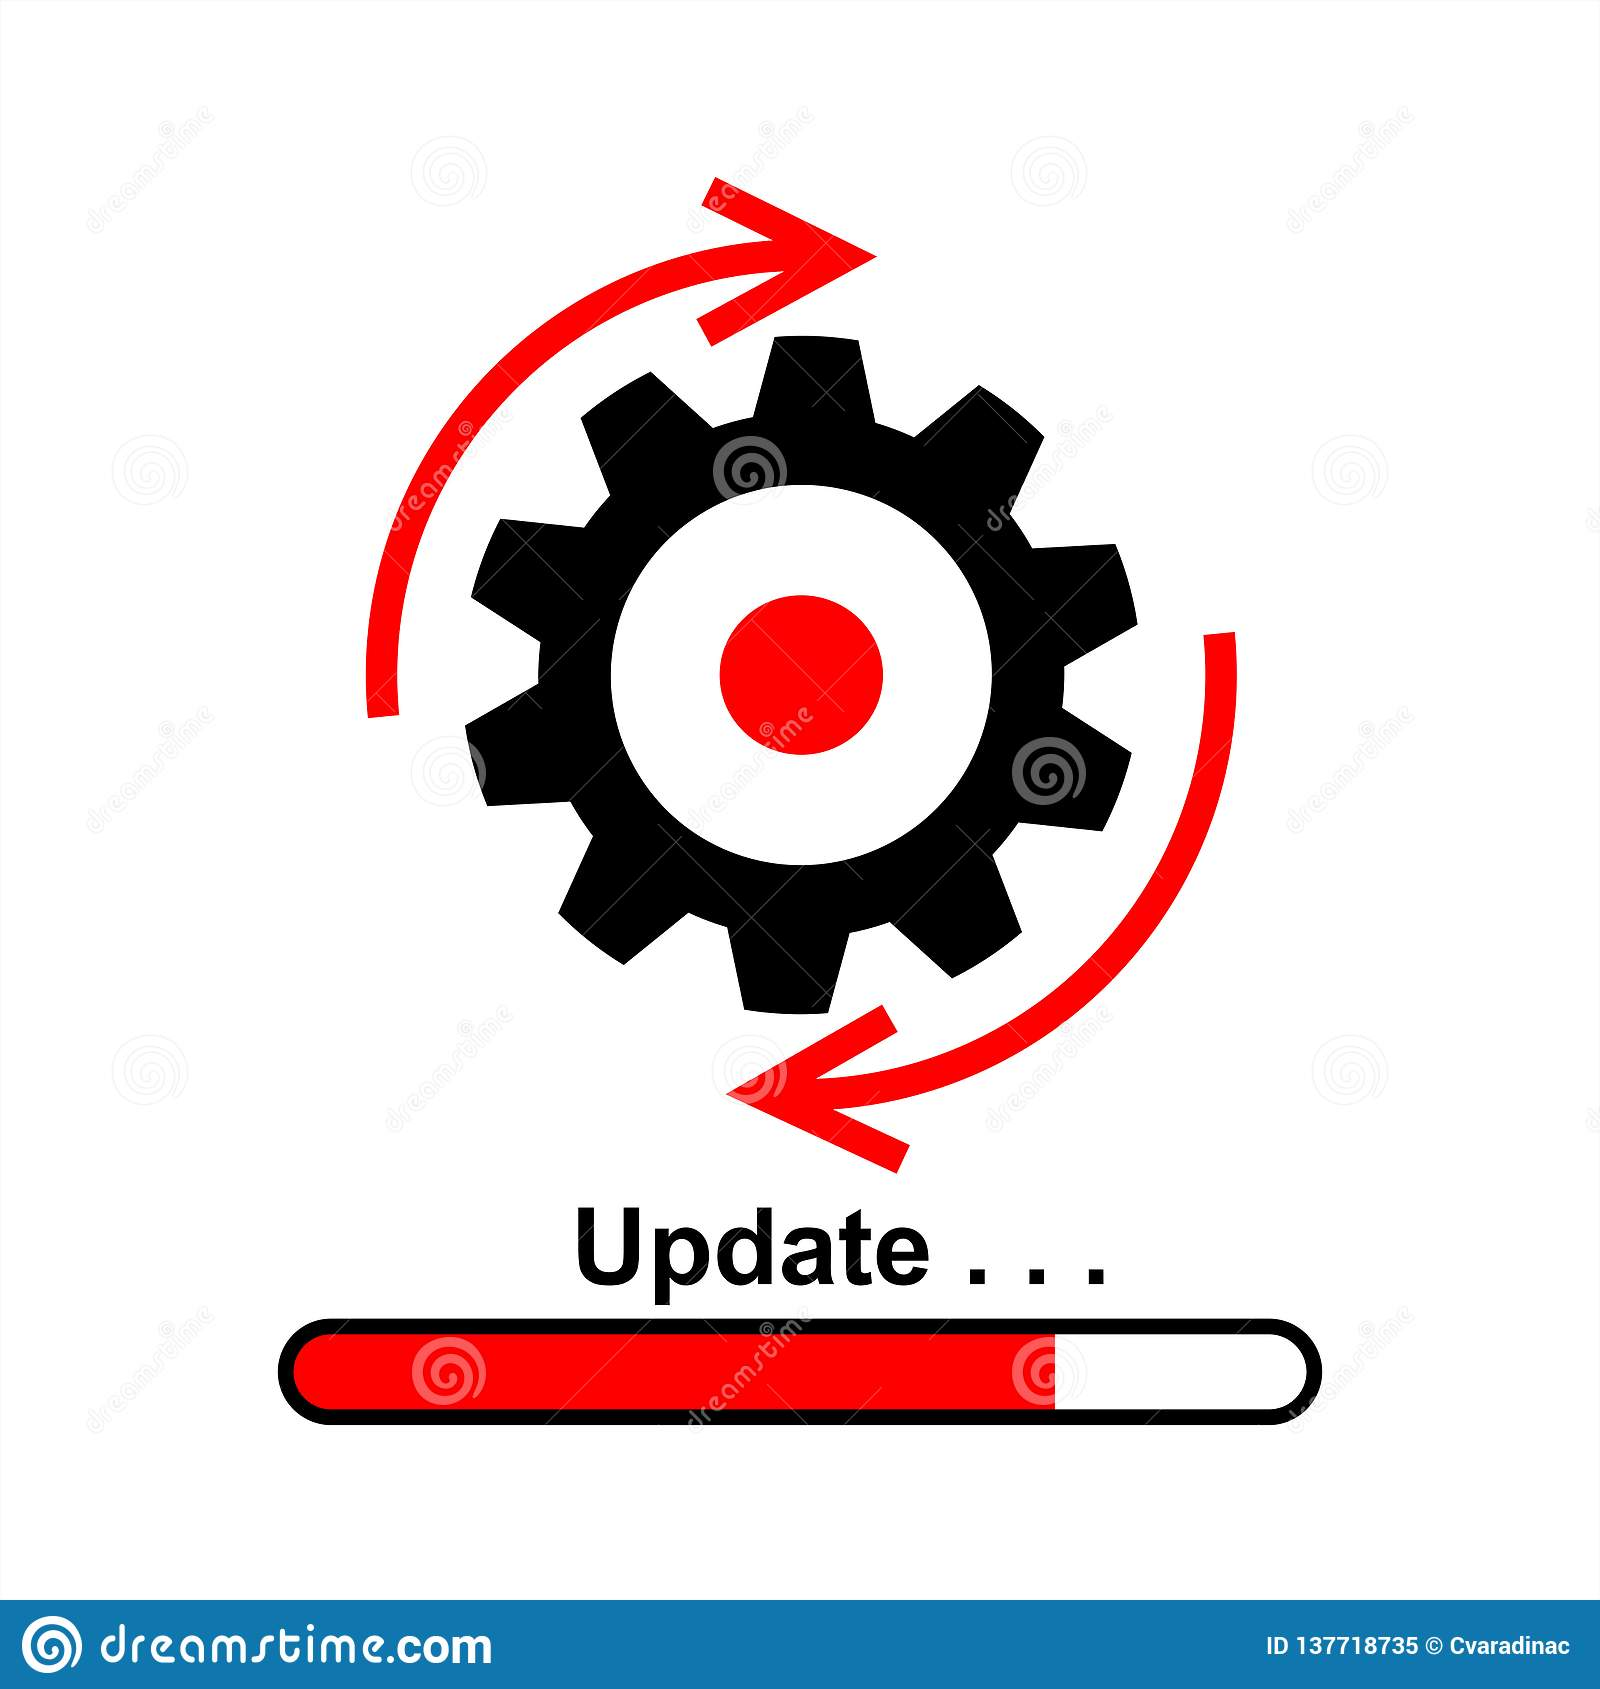 Update . . .
dreamstime.com
ID 137718735 © Cvaradinac